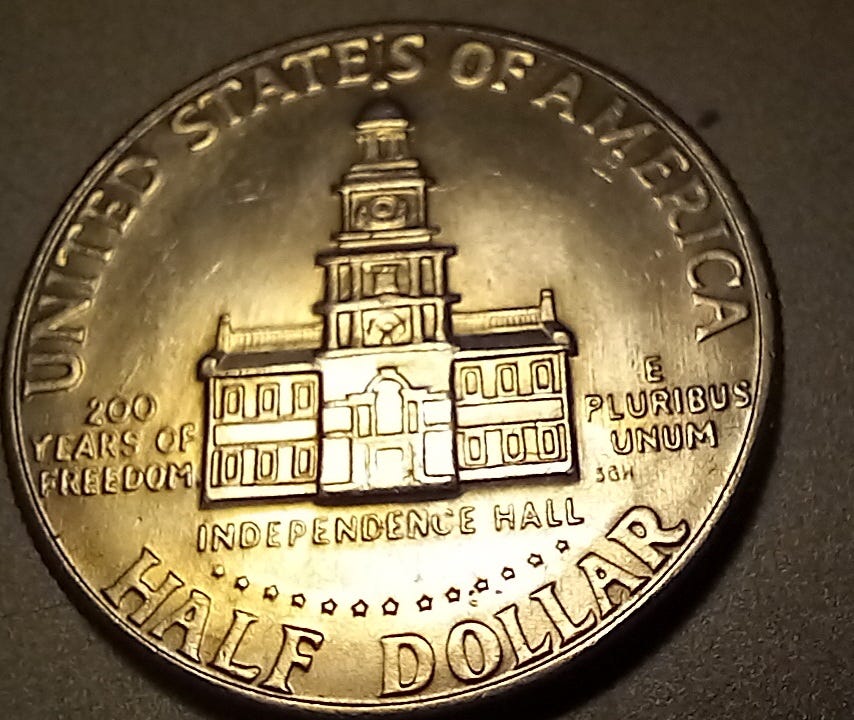 UNITED STATES OF AMERICA
200
YEARS OF
FREEDOM
E
PLURIBUS
UNUM
SGH
INDEPENDENCE HALL
HALF DOLLAR